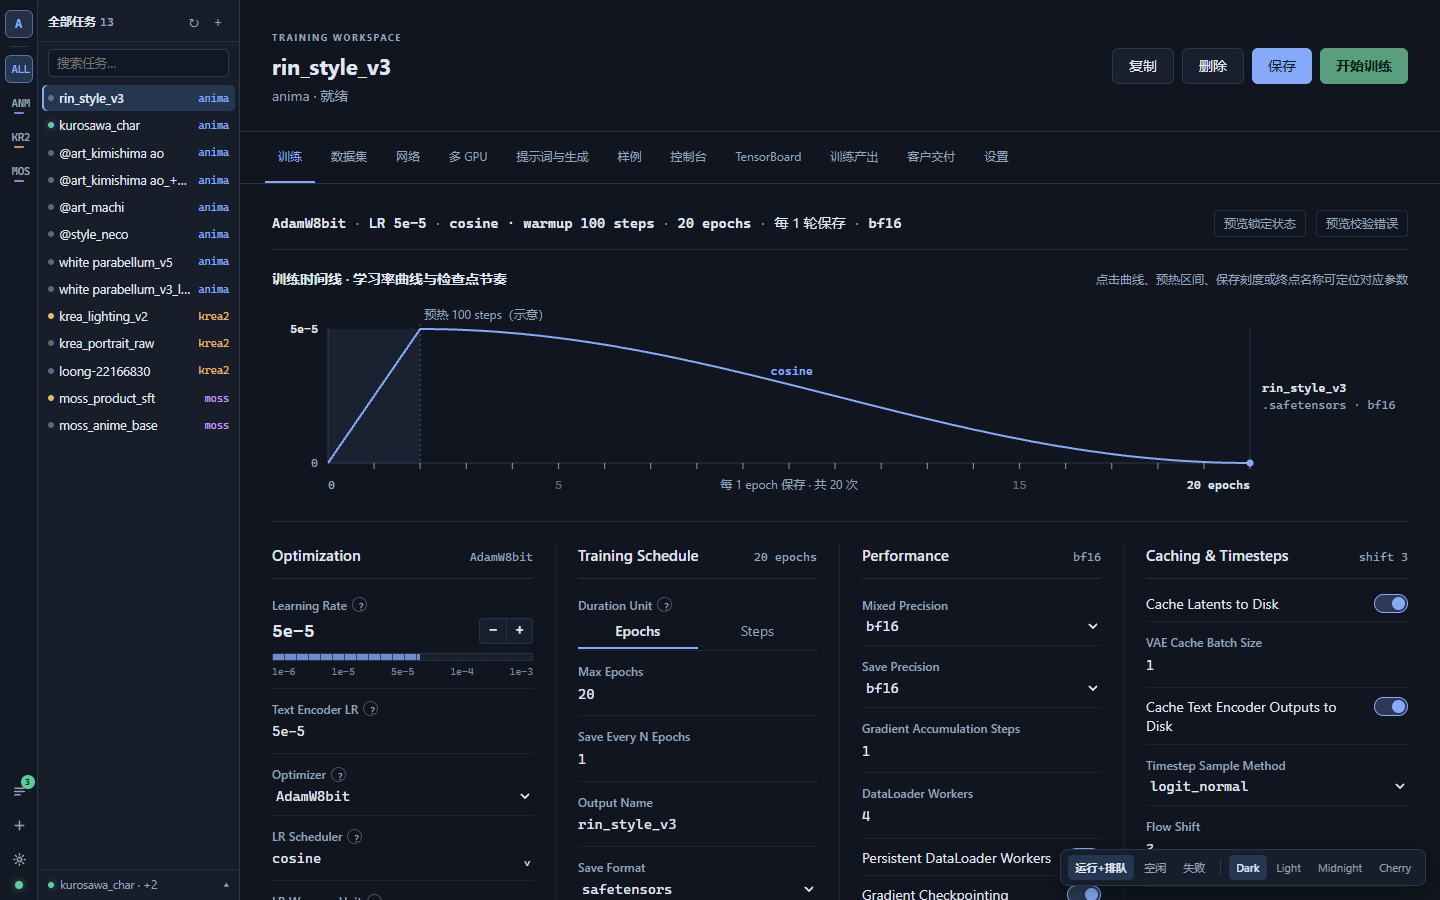 A
ALL
ANM
KR2
MOS
3
全部任务 13
↻ +
搜索任务...
rin_style_v3 anima
kurosawa_char anima
@art_kimishima ao anima
@art_kimishima ao_+... anima
@art_machi anima
@style_neco anima
white parabellum_v5 anima
white parabellum_v3_l... anima
krea_lighting_v2 krea2
krea_portrait_raw krea2
loong-22166830 krea2
moss_product_sft moss
moss_anime_base moss
kurosawa_char · +2
TRAINING WORKSPACE
rin_style_v3
anima · 就绪
复制 删除 保存 开始训练
训练 数据集 网络 多 GPU 提示词与生成 样例 控制台 TensorBoard 训练产出 客户交付 设置
AdamW8bit · LR 5e-5 · cosine · warmup 100 steps · 20 epochs · 每 1 轮保存 · bf16
预览锁定状态 预览校验错误
训练时间线 · 学习率曲线与检查点节奏
点击曲线、预热区间、保存刻度或终点名称可定位对应参数
预热 100 steps（示意）
5e-5
cosine
rin_style_v3
.safetensors · bf16
0
0 5 每 1 epoch 保存 · 共 20 次 15 20 epochs
Optimization AdamW8bit
Learning Rate ?
5e-5 − +
1e-6 1e-5 5e-5 1e-4 1e-3
Text Encoder LR ?
5e-5
Optimizer ?
AdamW8bit
LR Scheduler ?
cosine
Training Schedule 20 epochs
Duration Unit ?
Epochs Steps
Max Epochs
20
Save Every N Epochs
1
Output Name
rin_style_v3
Save Format
safetensors
Performance bf16
Mixed Precision
bf16
Save Precision
bf16
Gradient Accumulation Steps
1
DataLoader Workers
4
Persistent DataLoader Workers
Gradient Checkpointing
Caching & Timesteps shift 3
Cache Latents to Disk
VAE Cache Batch Size
1
Cache Text Encoder Outputs to
Disk
Timestep Sample Method
logit_normal
Flow Shift
运行+排队 空闲 失败 Dark Light Midnight Cherry